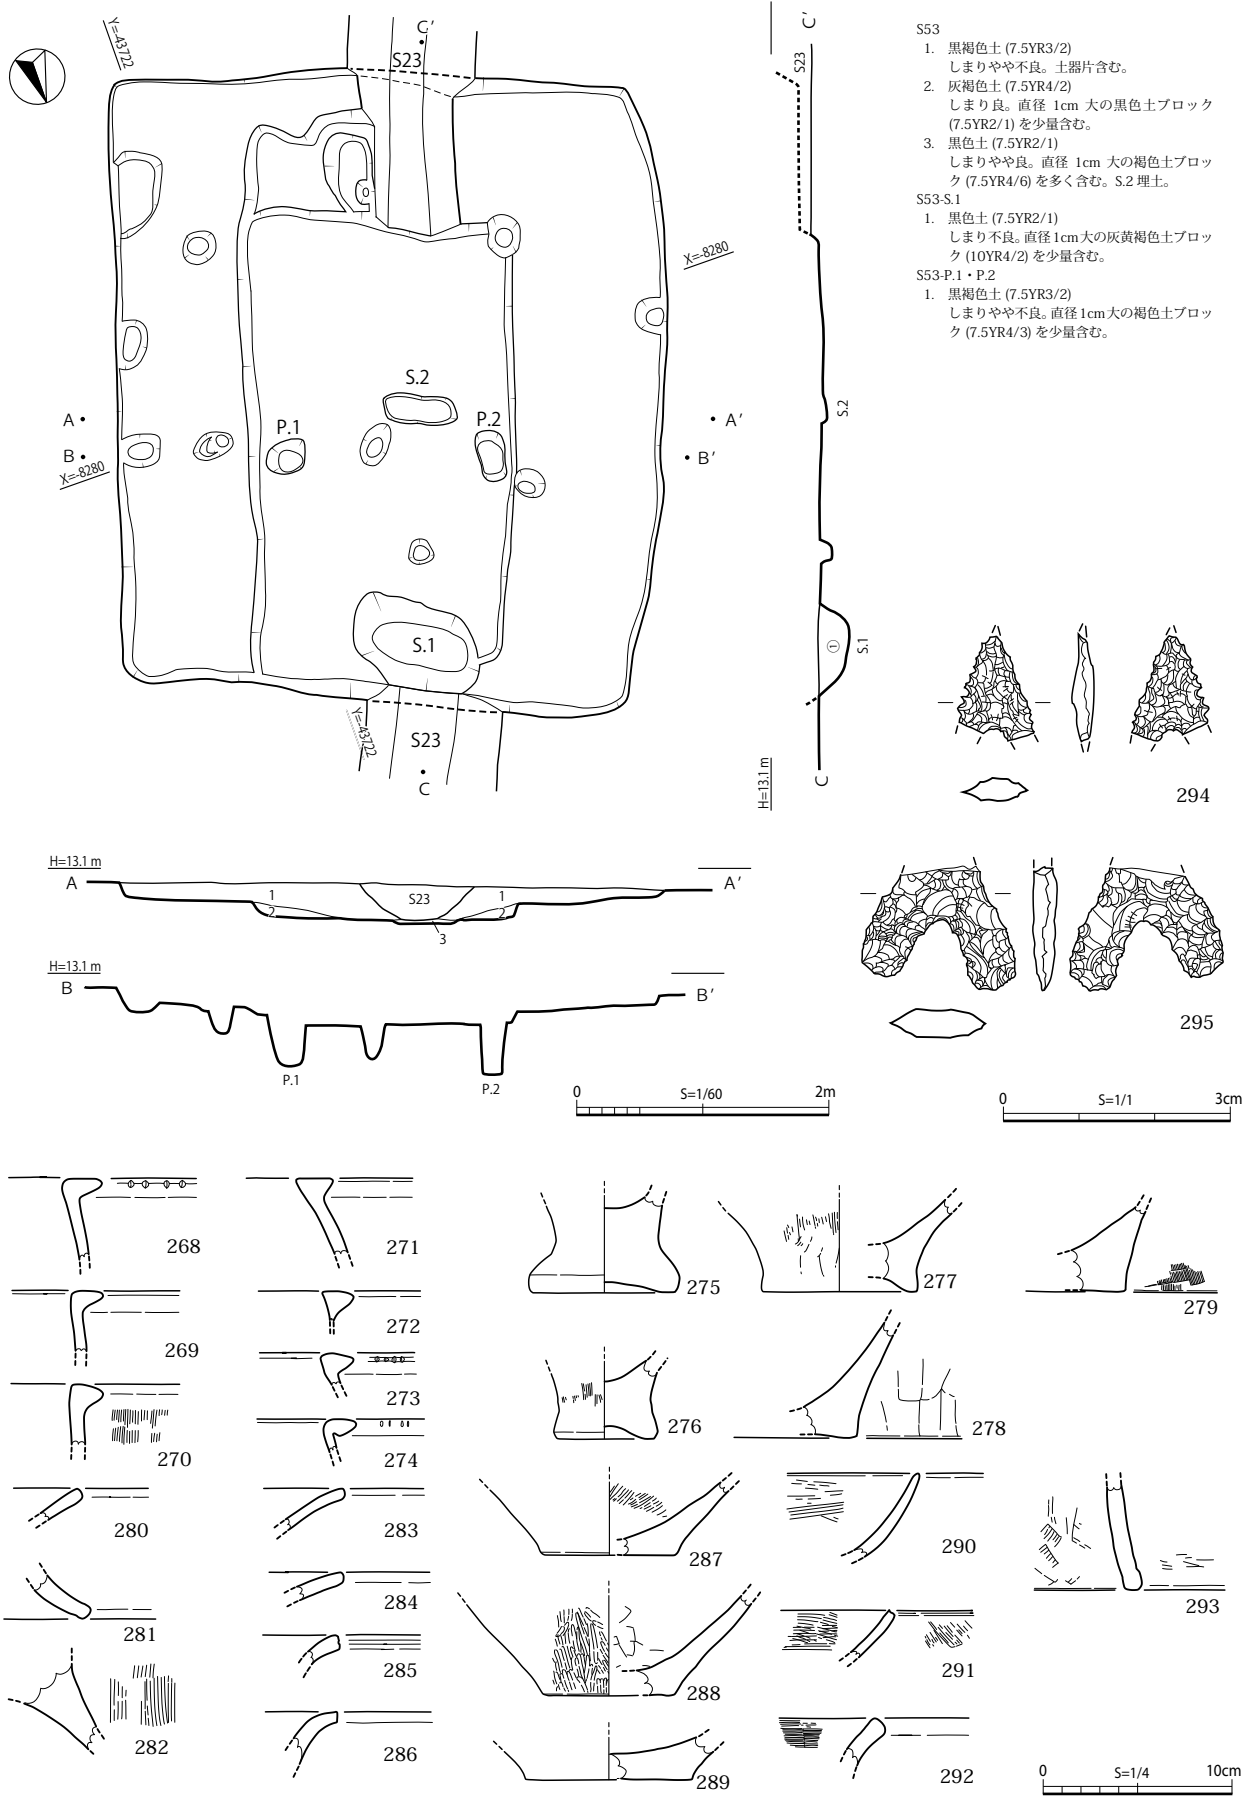 Y=-43722
C′
S23
X=-8280
S.2
P.1
P.2
A
A′
B
B′
X=-8280
S.1
Y=-43722
S23
C
C′
S23
S.2
①
S.1
C
H=13.1 m
S53
1. 黒褐色土 (7.5YR3/2)
しまりやや不良。土器片含む。
2. 灰褐色土 (7.5YR4/2)
しまり良。直径 1cm 大の黒色土ブロック
(7.5YR2/1) を少量含む。
3. 黒色土 (7.5YR2/1)
しまりやや良。直径 1cm 大の褐色土ブロッ
ク (7.5YR4/6) を多く含む。S.2 埋土。
S53-S.1
1. 黒色土 (7.5YR2/1)
しまり不良。直径1cm大の灰黄褐色土ブロッ
ク (10YR4/2) を少量含む。
S53-P.1・P.2
1. 黒褐色土 (7.5YR3/2)
しまりやや不良。直径1cm大の褐色土ブロッ
ク (7.5YR4/3) を少量含む。
294
H=13.1 m
A
1
2
S23
1
2
3
A′
H=13.1 m
B
B′
P.1
P.2
295
0 S=1/60 2m
0 S=1/1 3cm
268
271
275
277
279
269
272
273
276
278
270
274
280
283
287
290
293
281
284
285
288
291
282
286
289
292
0 S=1/4 10cm